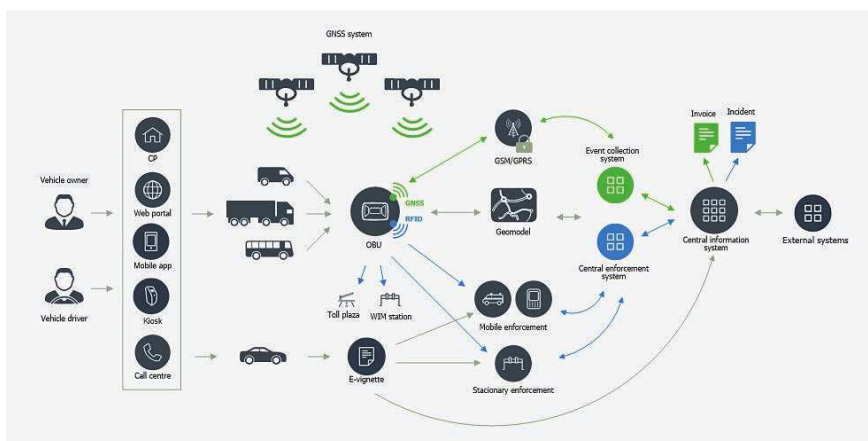 GNSS system
Invoice
Incident
CP
GSM/GPRS
Event collection
system
Vehicle owner
Web portal
GNSS
RFID
OBU
Geomodel
Central information
system
External systems
Mobile app
Central enforcement
system
Vehicle driver
Kiosk
Toll plaza
WIM station
Mobile enforcement
Call centre
E-vignette
Stacionary enforcement